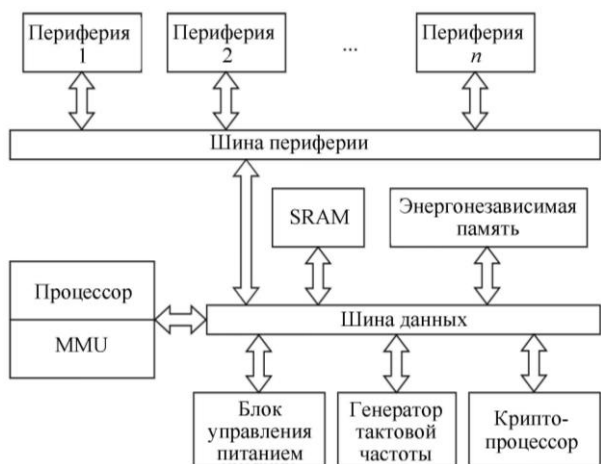 Периферия
1
Периферия
2
...
Периферия
n
Шина периферии
SRAM
Энергонезависимая
память
Процессор
MMU
Шина данных
Блок
управления
питанием
Генератор
тактовой
частоты
Крипто-
процессор